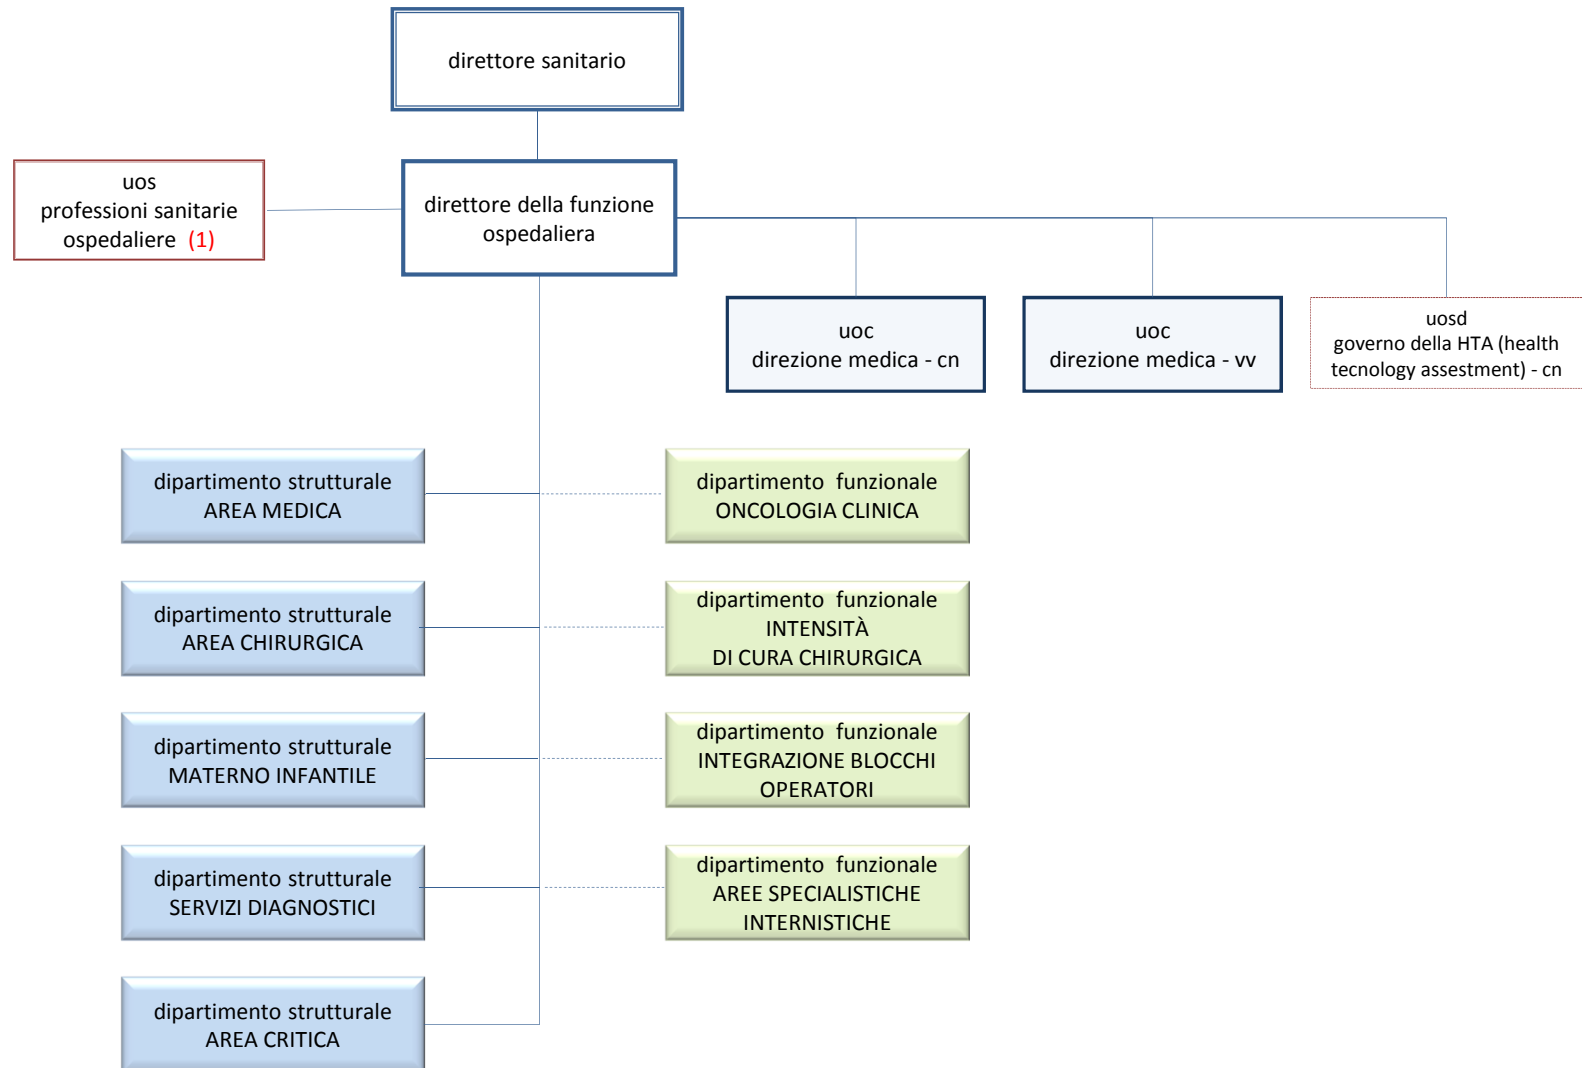 direttore sanitario
uos
professioni sanitarie
ospedaliere (1)
direttore della funzione
ospedaliera
uoc
direzione medica - cn
uoc
direzione medica - vv
uosd
governo della HTA (health
tecnology assestment) - cn
dipartimento strutturale
AREA MEDICA
dipartimento funzionale
ONCOLOGIA CLINICA
dipartimento strutturale
AREA CHIRURGICA
dipartimento funzionale
INTENSITÀ
DI CURA CHIRURGICA
dipartimento strutturale
MATERNO INFANTILE
dipartimento funzionale
INTEGRAZIONE BLOCCHI
OPERATORI
dipartimento strutturale
SERVIZI DIAGNOSTICI
dipartimento funzionale
AREE SPECIALISTICHE
INTERNISTICHE
dipartimento strutturale
AREA CRITICA